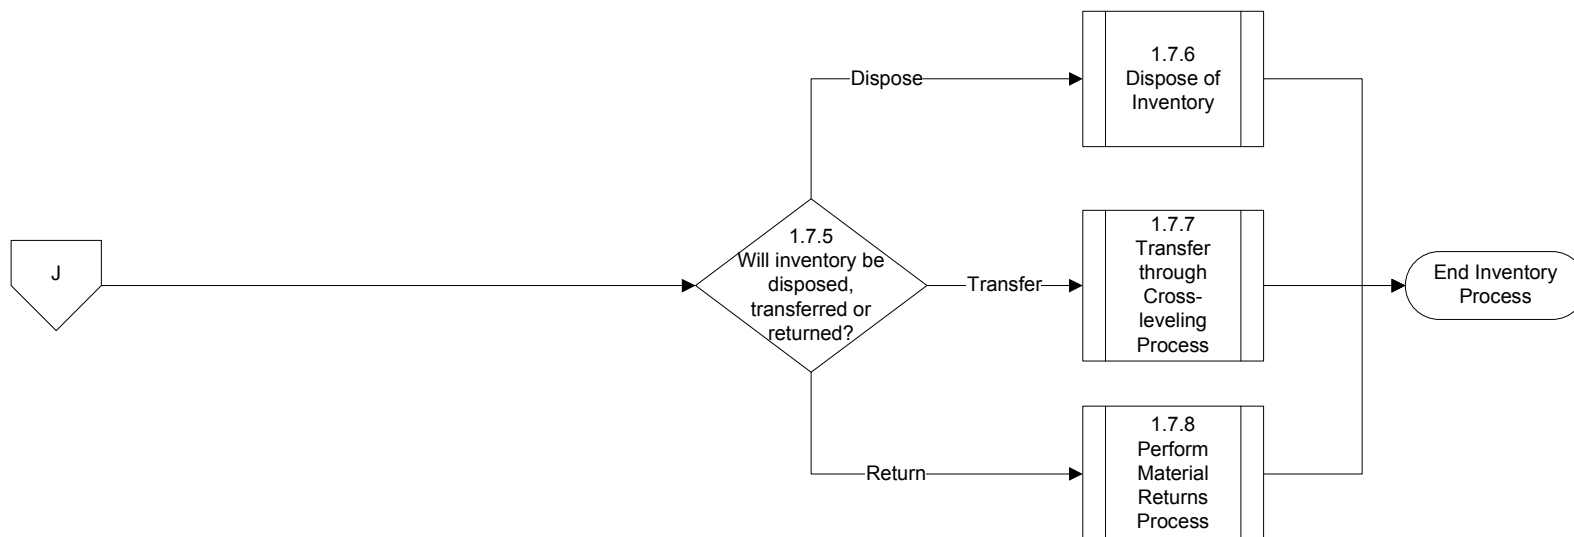 J
1.7.5
Will inventory be
disposed,
transferred or
returned?
Dispose
Transfer
Return
1.7.6
Dispose of
Inventory
1.7.7
Transfer
through
Cross-
leveling
Process
1.7.8
Perform
Material
Returns
Process
End Inventory
Process